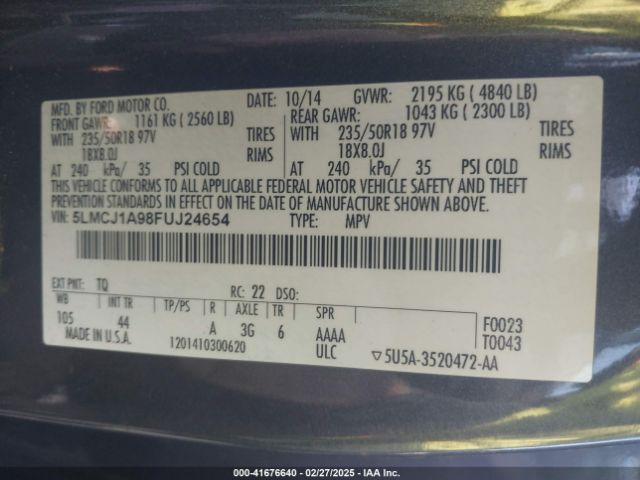 MFD. BY FORD MOTOR CO. DATE: 10/14 GVWR: 2195 KG ( 4840 LB)
FRONT GAWR: 1161 KG ( 2560 LB) REAR GAWR: 1043 KG ( 2300 LB)
WITH 235/50R18 97V TIRES WITH 235/50R18 97V TIRES
18X8.0J RIMS 18X8.0J RIMS
AT 240 kPa/ 35 PSI COLD AT 240 kPa/ 35 PSI COLD
THIS VEHICLE CONFORMS TO ALL APPLICABLE FEDERAL MOTOR VEHICLE SAFETY AND THEFT
PREVENTION STANDARDS IN EFFECT ON THE DATE OF MANUFACTURE SHOWN ABOVE.
VIN: 5LMCJ1A98FUJ24654 TYPE: MPV
EXT PNT: TQ RC: 22 DSO:
WB INT TR TP/PS R AXLE TR SPR
105 44 A 3G 6 AAAA F0023
MADE IN U.S.A. 1201410300620 ULC T0043
▽5U5A-3520472-AA
000-41676640 / 02/27/2025 - IAA Inc.